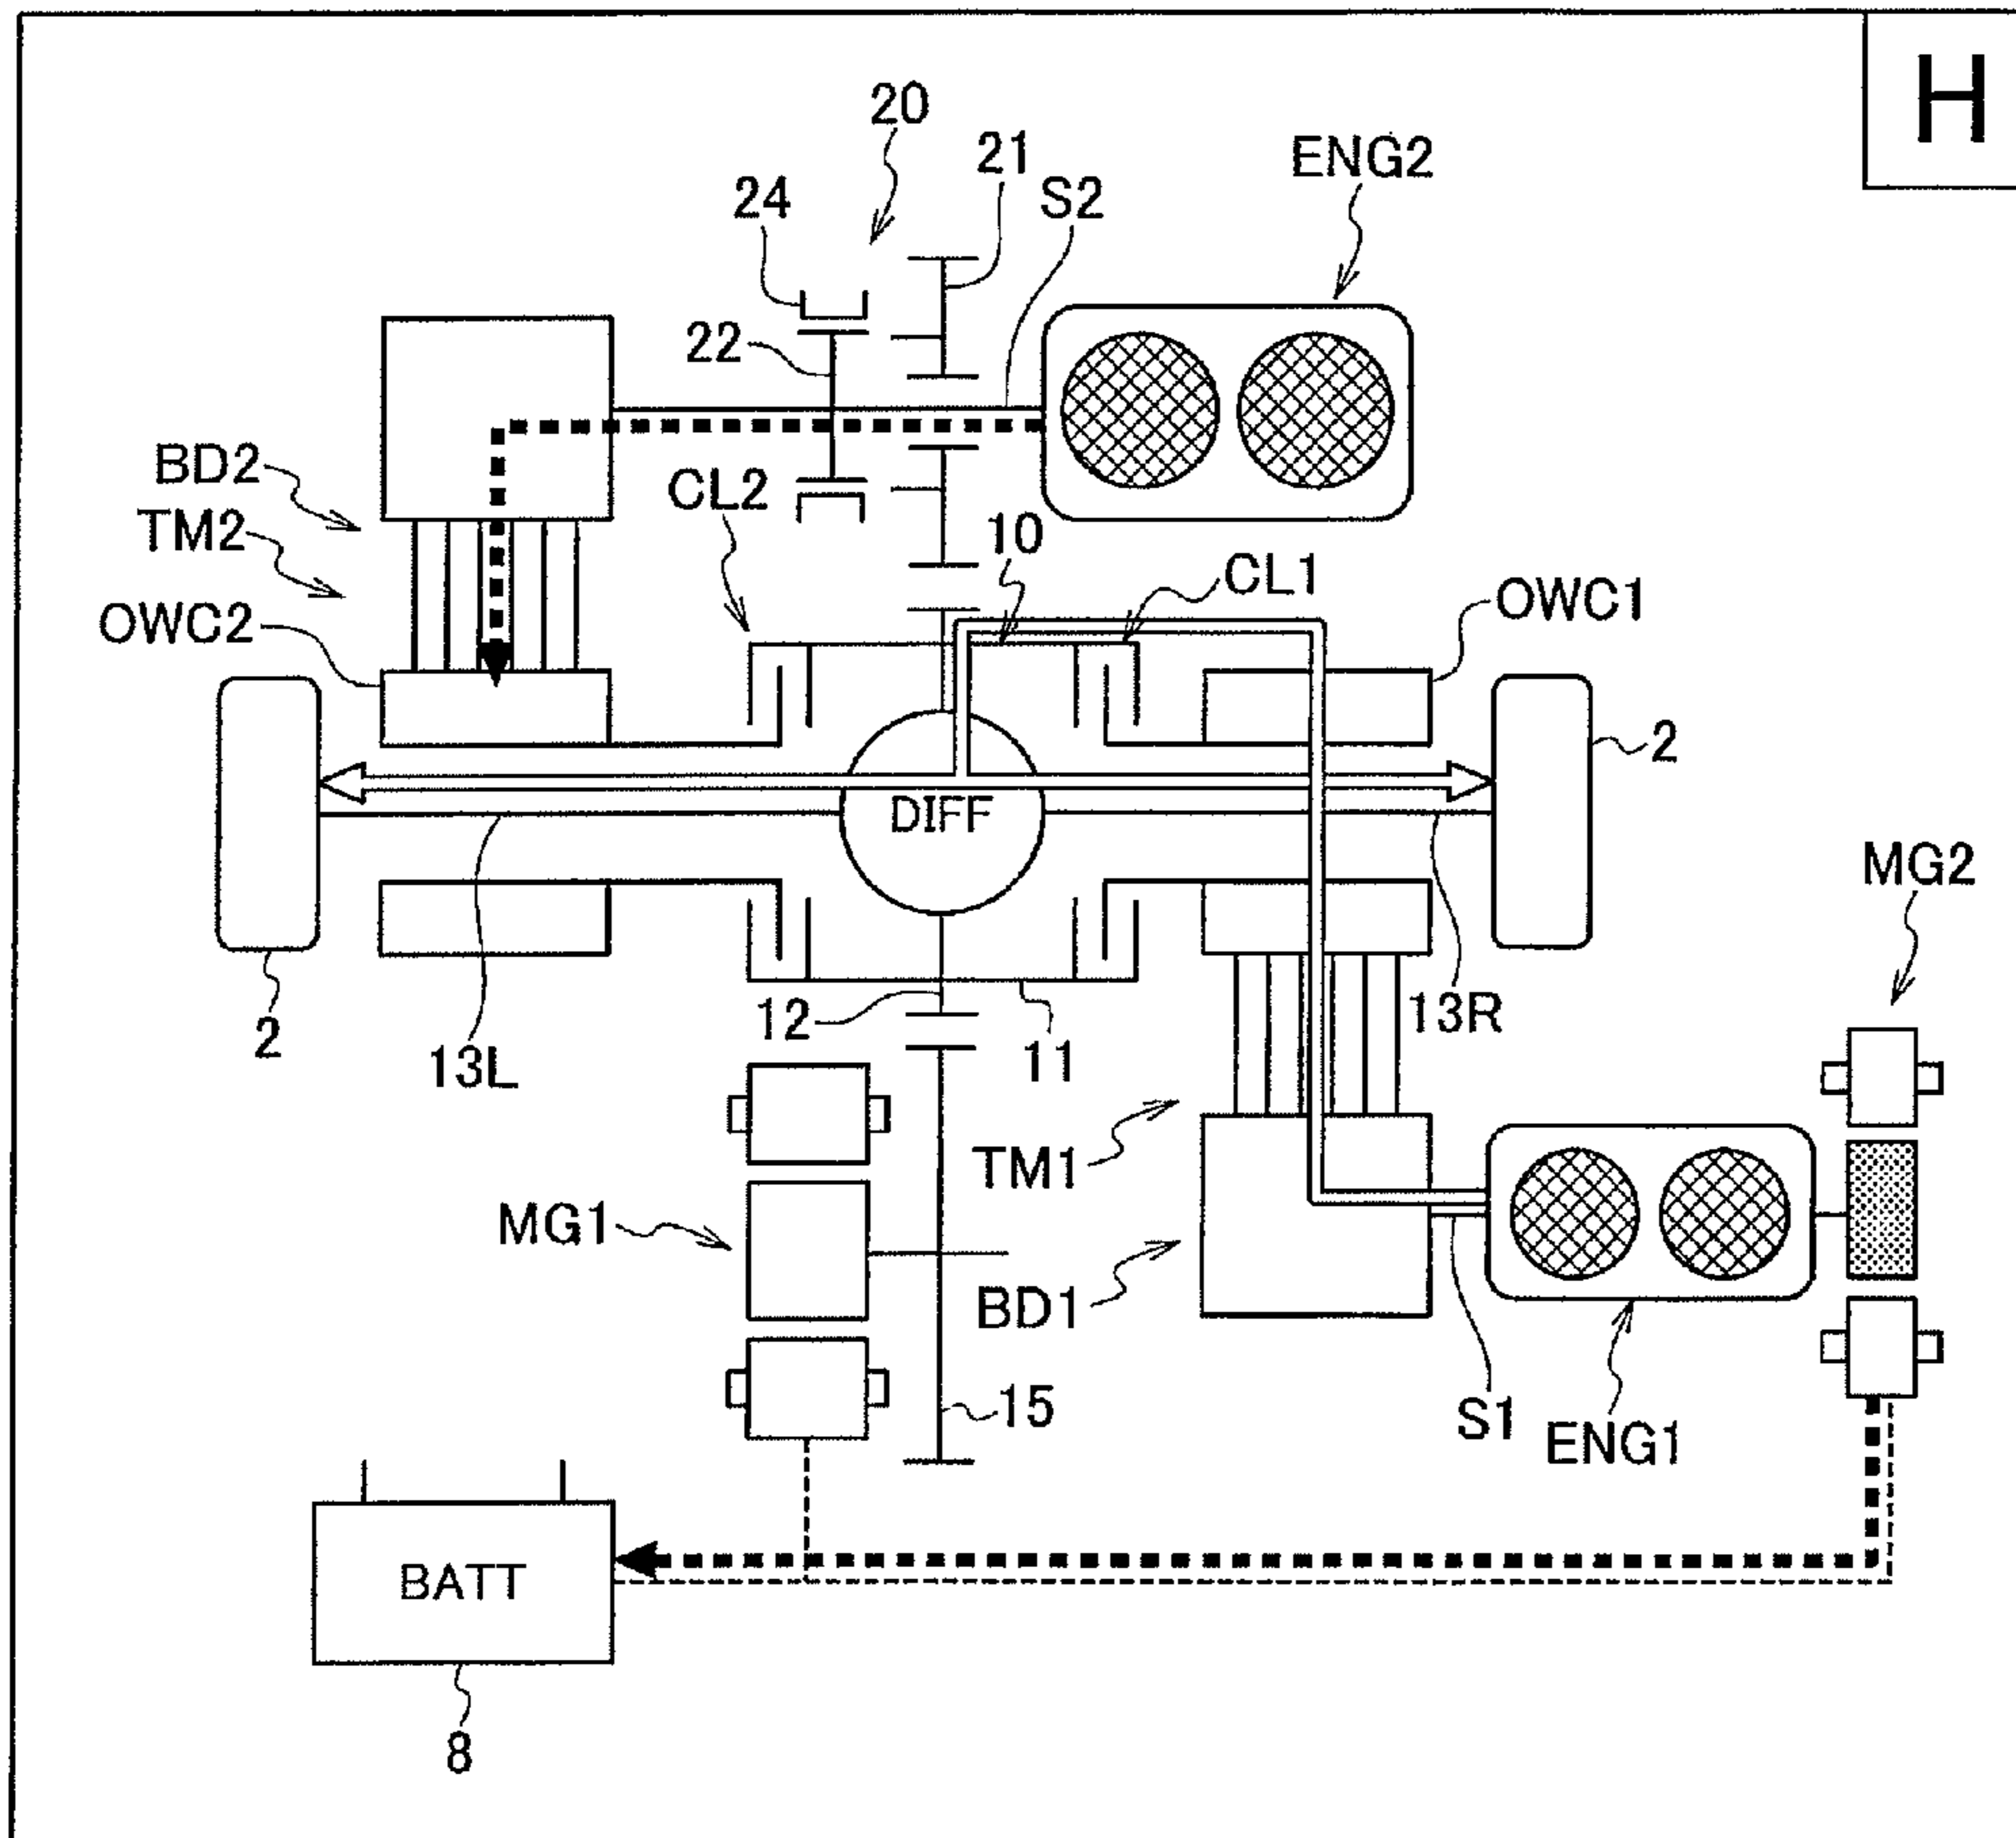 H
20
21
ENG2
24
S2
22
BD2
CL2
TM2
10
CL1
OWC2
OWC1
2
DIFF
MG2
12
13R
2
13L
11
TM1
MG1
BD1
15
S1
ENG1
BATT
8